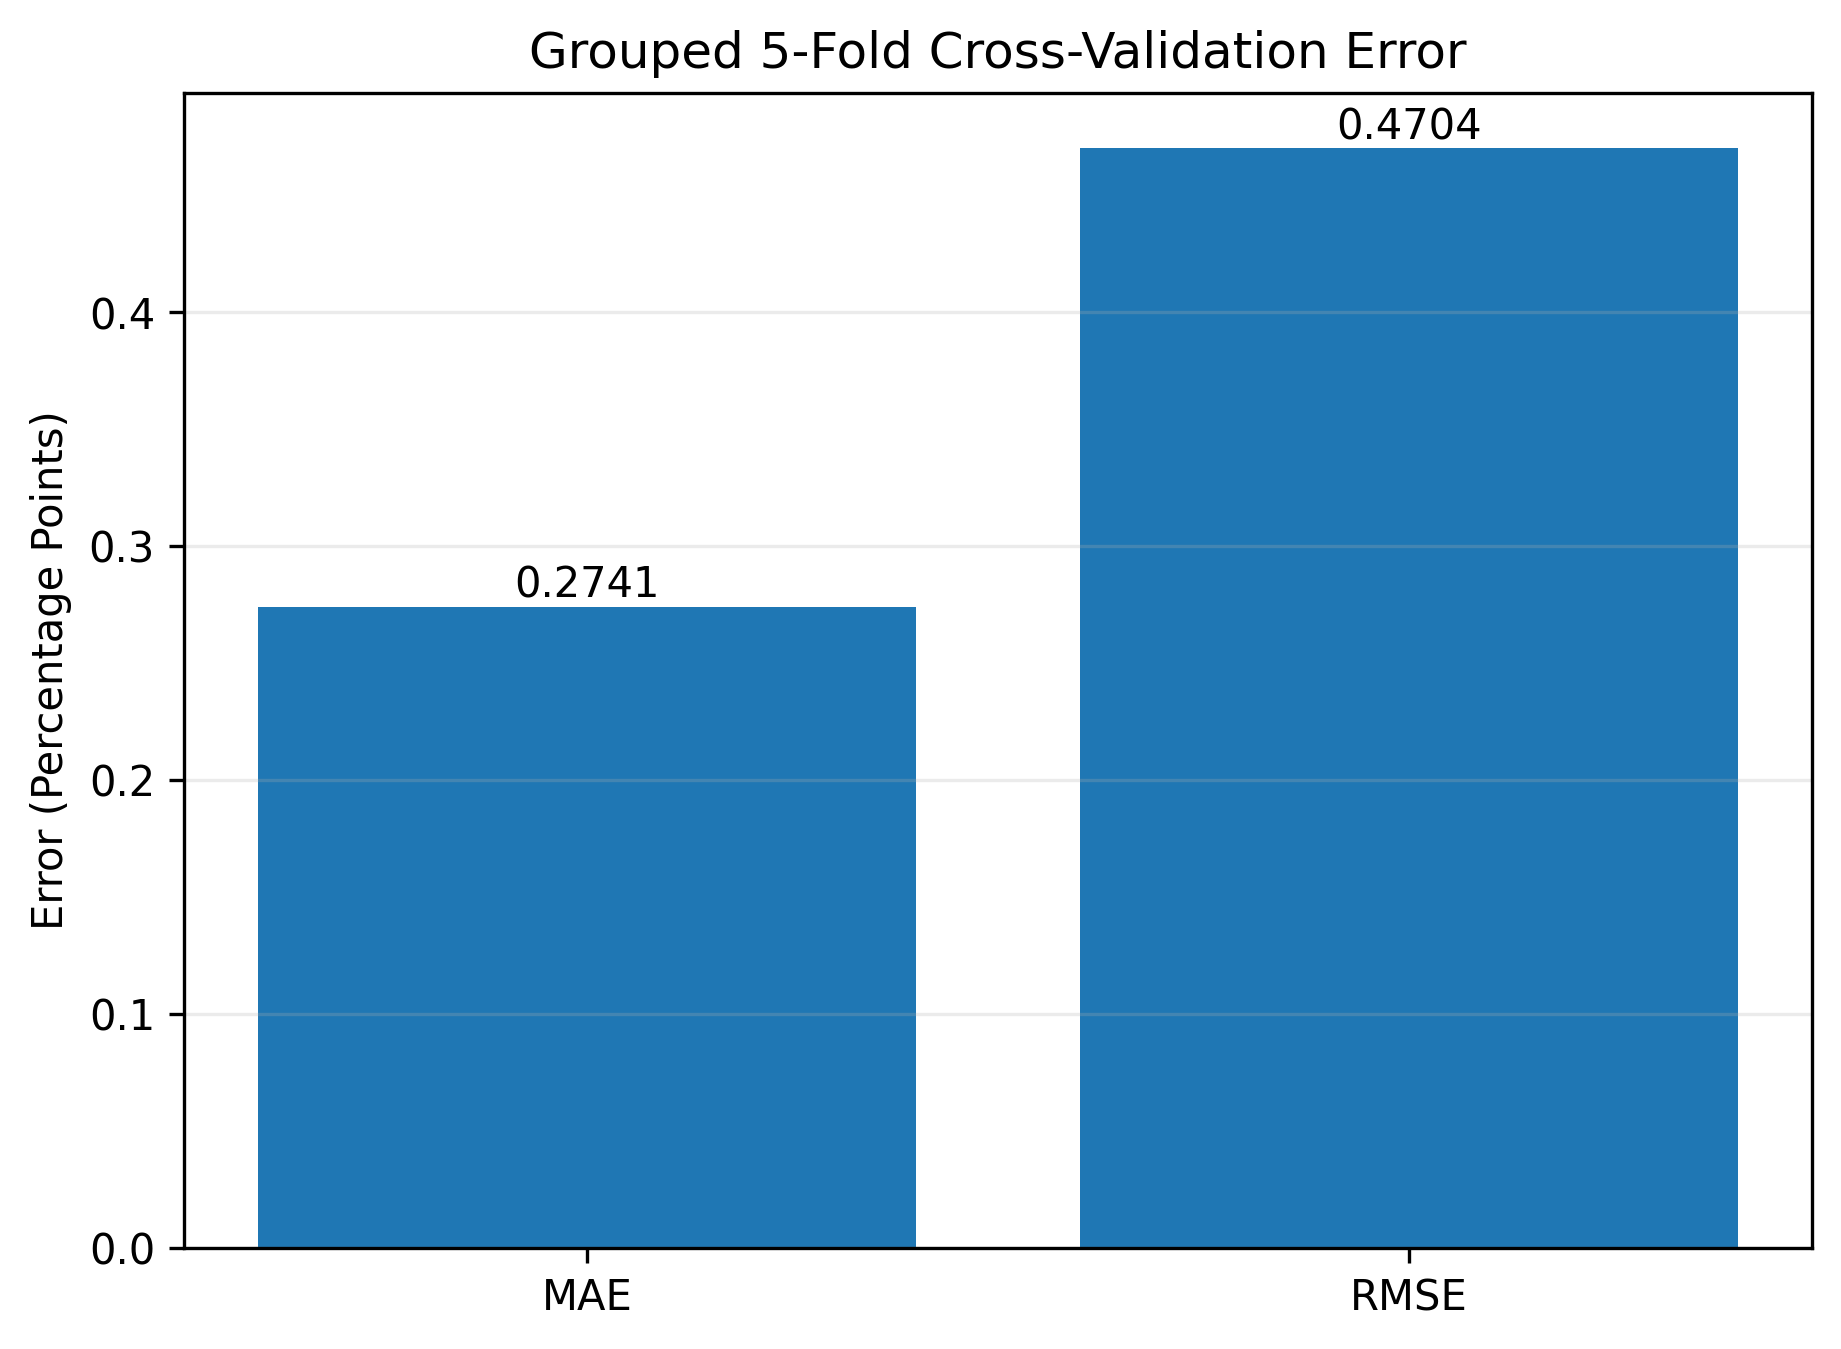 Grouped 5-Fold Cross-Validation Error
0.4704
0.4
0.3
0.2741
0.2
0.1
0.0
Error (Percentage Points)
MAE
RMSE